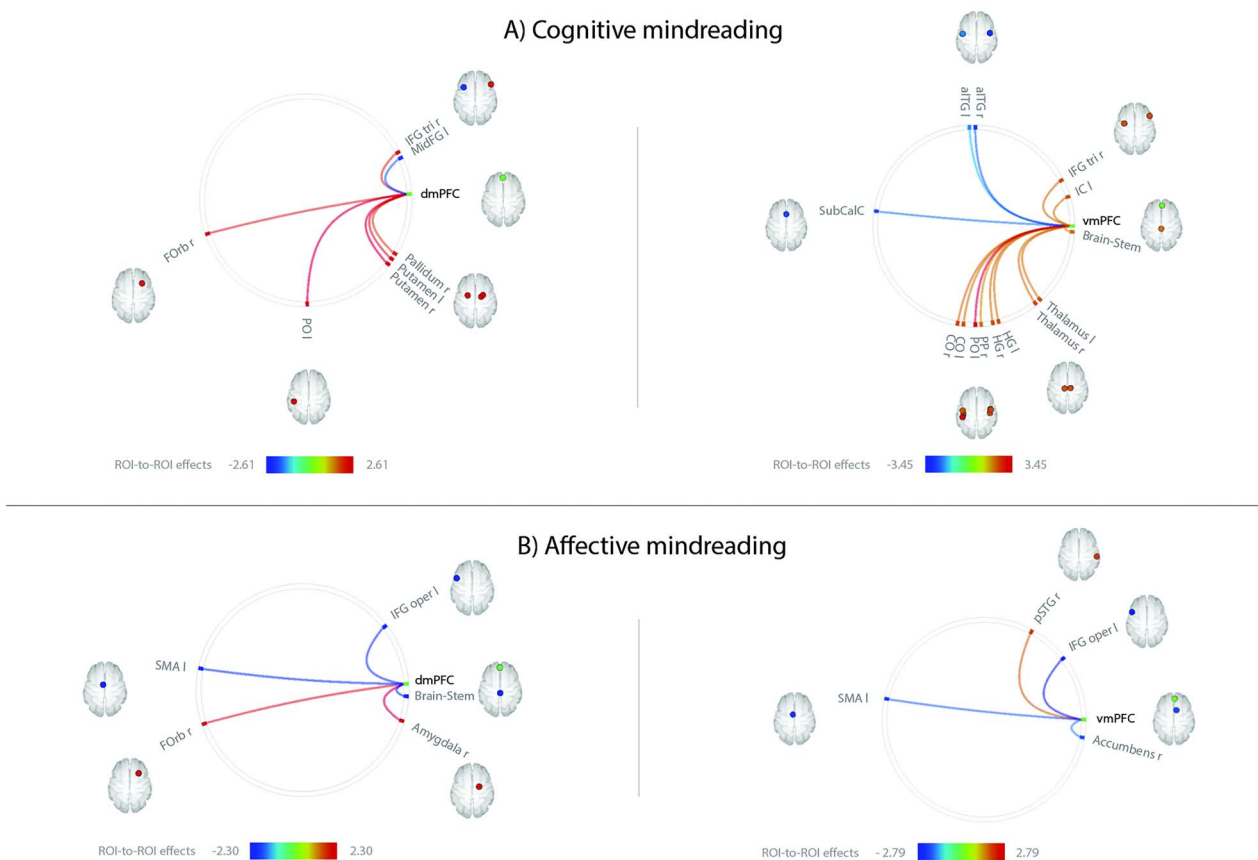 A) Cognitive mindreading
IFG tri r
MidFG l
dmPFC
FOrb r
Pallidum r
Putamen l
Putamen r
PO l
ROI-to-ROI effects -2.61 2.61
aITG l
aITG r
IFG tri r
IC l
SubCalC
vmPFC
Brain-Stem
Thalamus l
Thalamus r
CO r
CO l
PO l
PP r
HG r
HG l
ROI-to-ROI effects -3.45 3.45
B) Affective mindreading
IFG oper l
SMA l
dmPFC
Brain-Stem
FOrb r
Amygdala r
ROI-to-ROI effects -2.30 2.30
pSTG r
IFG oper l
SMA l
vmPFC
Accumbens r
ROI-to-ROI effects - 2.79 2.79